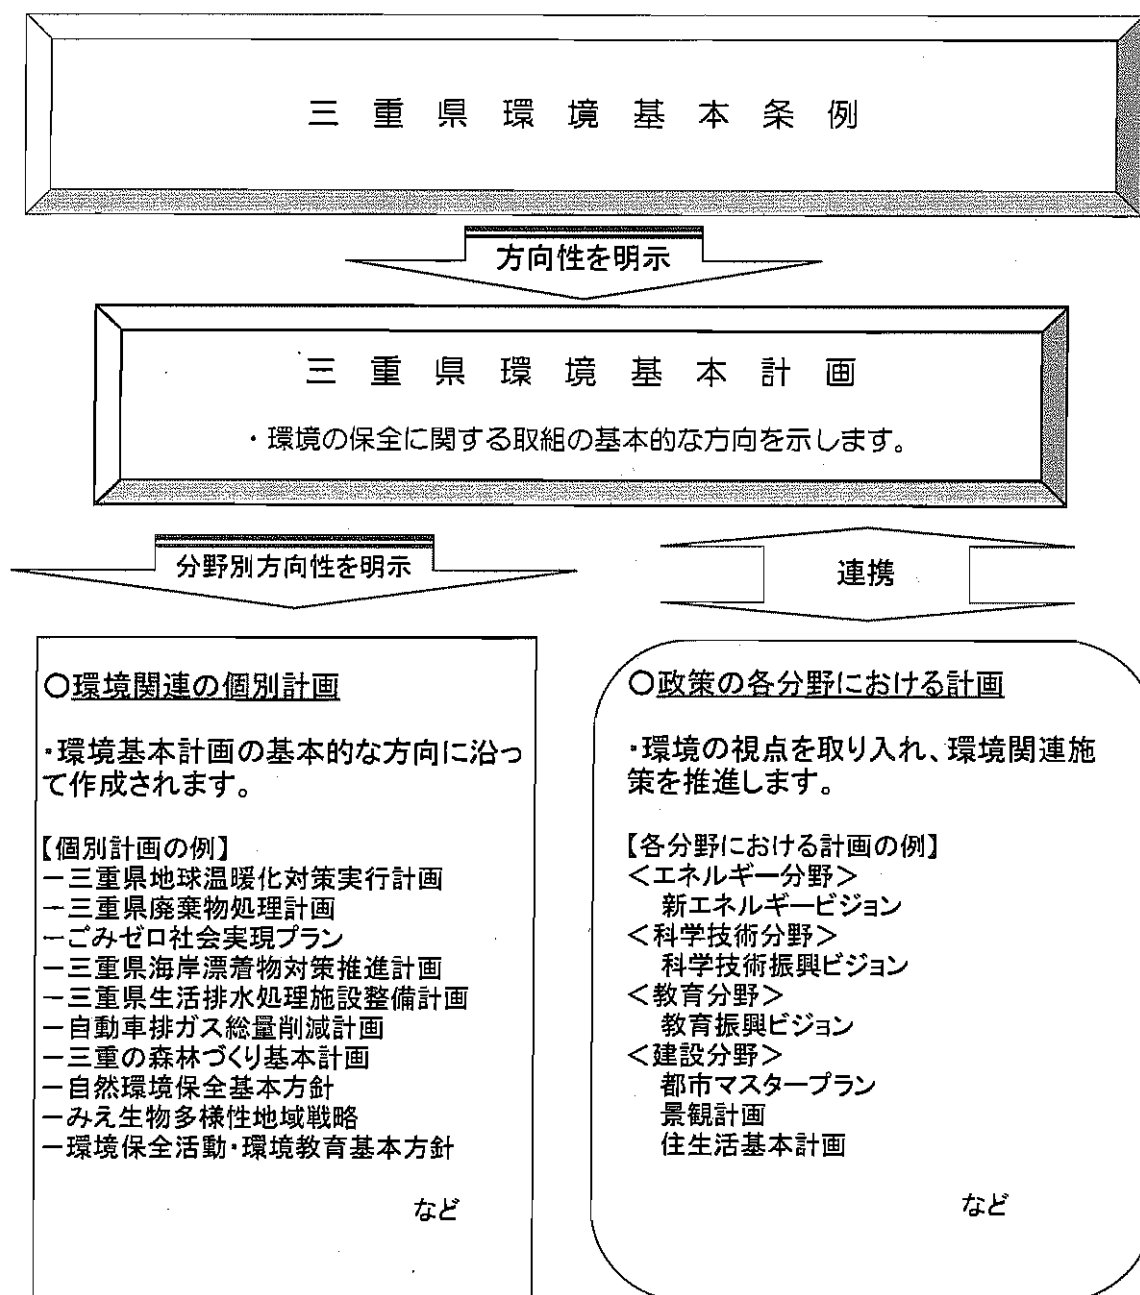 三重県環境基本条例
方向性を明示
三重県環境基本計画
・環境の保全に関する取組の基本的な方向を示します。
分野別方向性を明示
連携
○環境関連の個別計画
・環境基本計画の基本的な方向に沿っ
て作成されます。
【個別計画の例】
－三重県地球温暖化対策実行計画
－三重県廃棄物処理計画
－ごみゼロ社会実現プラン
－三重県海岸漂着物対策推進計画
－三重県生活排水処理施設整備計画
－自動車排ガス総量削減計画
－三重の森林づくり基本計画
－自然環境保全基本方針
－みえ生物多様性地域戦略
－環境保全活動・環境教育基本方針
など
○政策の各分野における計画
・環境の視点を取り入れ、環境関連施
策を推進します。
【各分野における計画の例】
＜エネルギー分野＞
新エネルギービジョン
＜科学技術分野＞
科学技術振興ビジョン
＜教育分野＞
教育振興ビジョン
＜建設分野＞
都市マスタープラン
景観計画
住生活基本計画
など